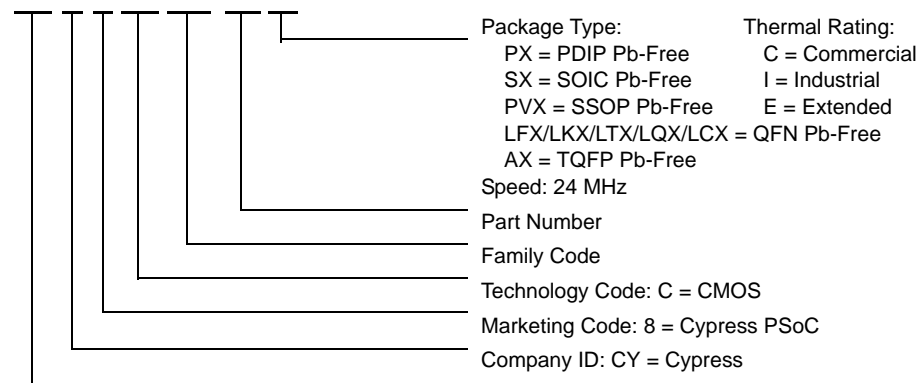 Package Type: Thermal Rating:
PX = PDIP Pb-Free C = Commercial
SX = SOIC Pb-Free I = Industrial
PVX = SSOP Pb-Free E = Extended
LFX/LKX/LTX/LQX/LCX = QFN Pb-Free
AX = TQFP Pb-Free
Speed: 24 MHz
Part Number
Family Code
Technology Code: C = CMOS
Marketing Code: 8 = Cypress PSoC
Company ID: CY = Cypress